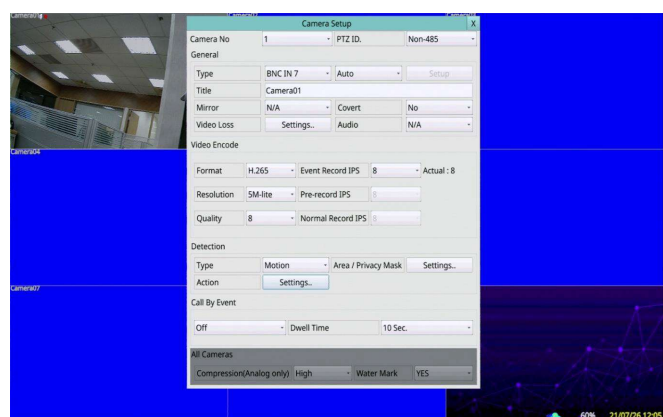 Camera01
Camera Setup X
Camera No 1 PTZ ID. Non-485
General
Type BNC IN 7 Auto Setup
Title Camera01
Mirror N/A Covert No
Video Loss Settings.. Audio N/A
Video Encode
Camera04
Format H.265 Event Record IPS 8 Actual : 8
Resolution 5M-lite Pre-record IPS 8
Quality 8 Normal Record IPS 8
Detection
Type Motion Area / Privacy Mask Settings..
Action Settings..
Camera07
Call By Event
Off Dwell Time 10 Sec.
All Cameras
Compression(Analog only) High Water Mark YES
60% 21/07/26 12:05